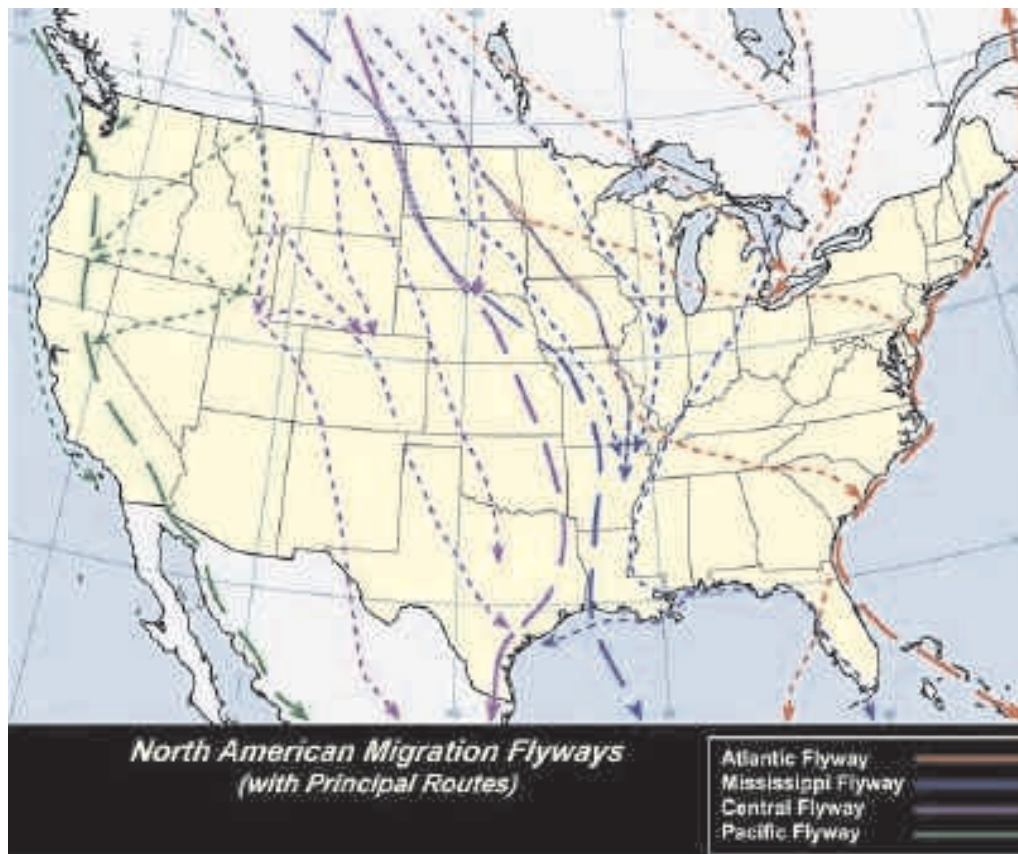 North American Migration Flyways
(with Principal Routes)
Atlantic Flyway
Mississippi Flyway
Central Flyway
Pacific Flyway